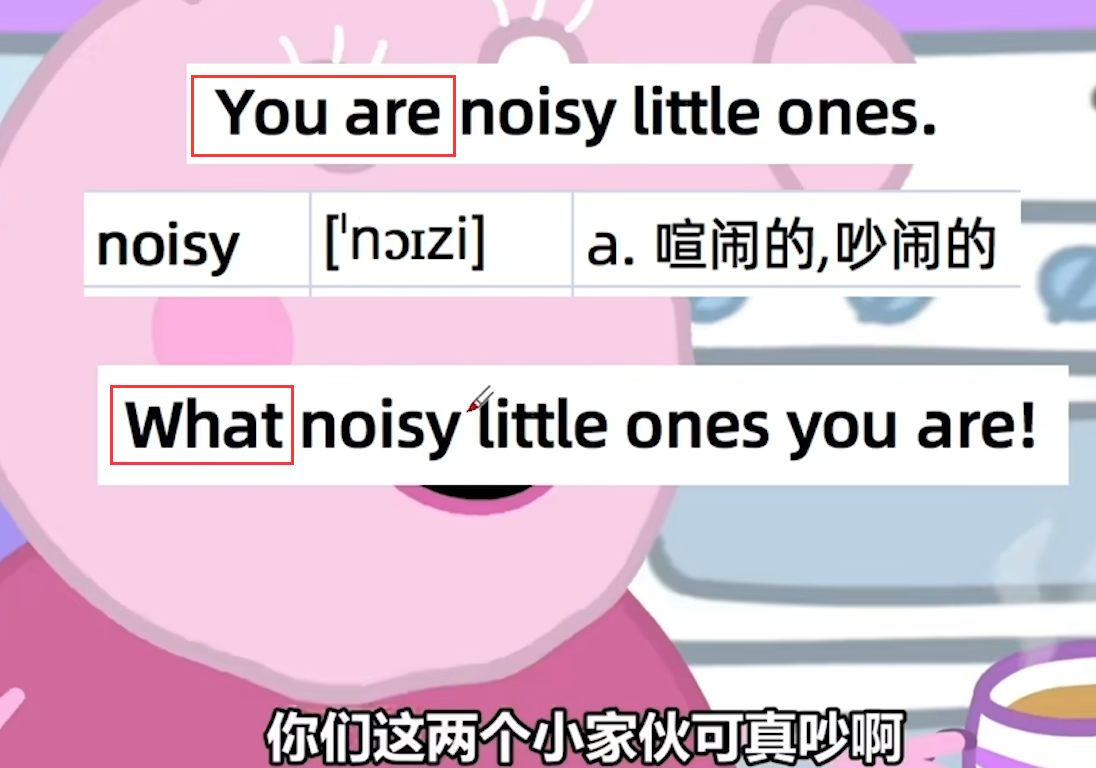 You are noisy little ones.
noisy ['nɔɪzi] a. 喧闹的,吵闹的
What noisy little ones you are!
你们这两个小家伙可真吵啊